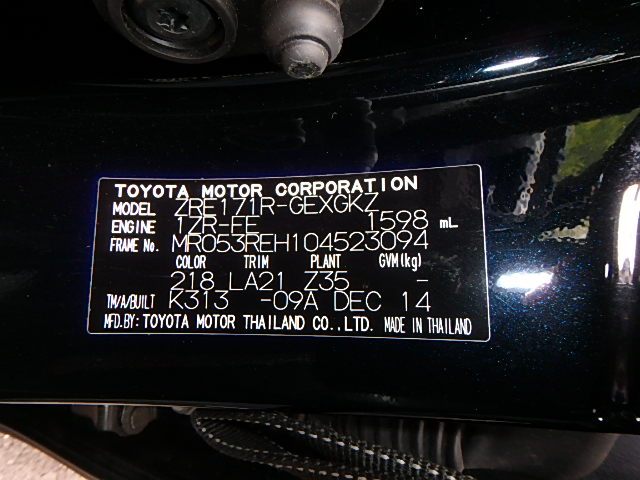 TOYOTA MOTOR CORPORATION
MODEL ZRE171R-GEXGKZ
ENGINE 1ZR-FE 1598 mL
FRAME No. MR053REH104523094
COLOR TRIM PLANT GVM(kg)
218 LA21 Z35 -
TM/A/BUILT K313 -09A DEC 14
MFD.BY: TOYOTA MOTOR THAILAND CO.,LTD. MADE IN THAILAND